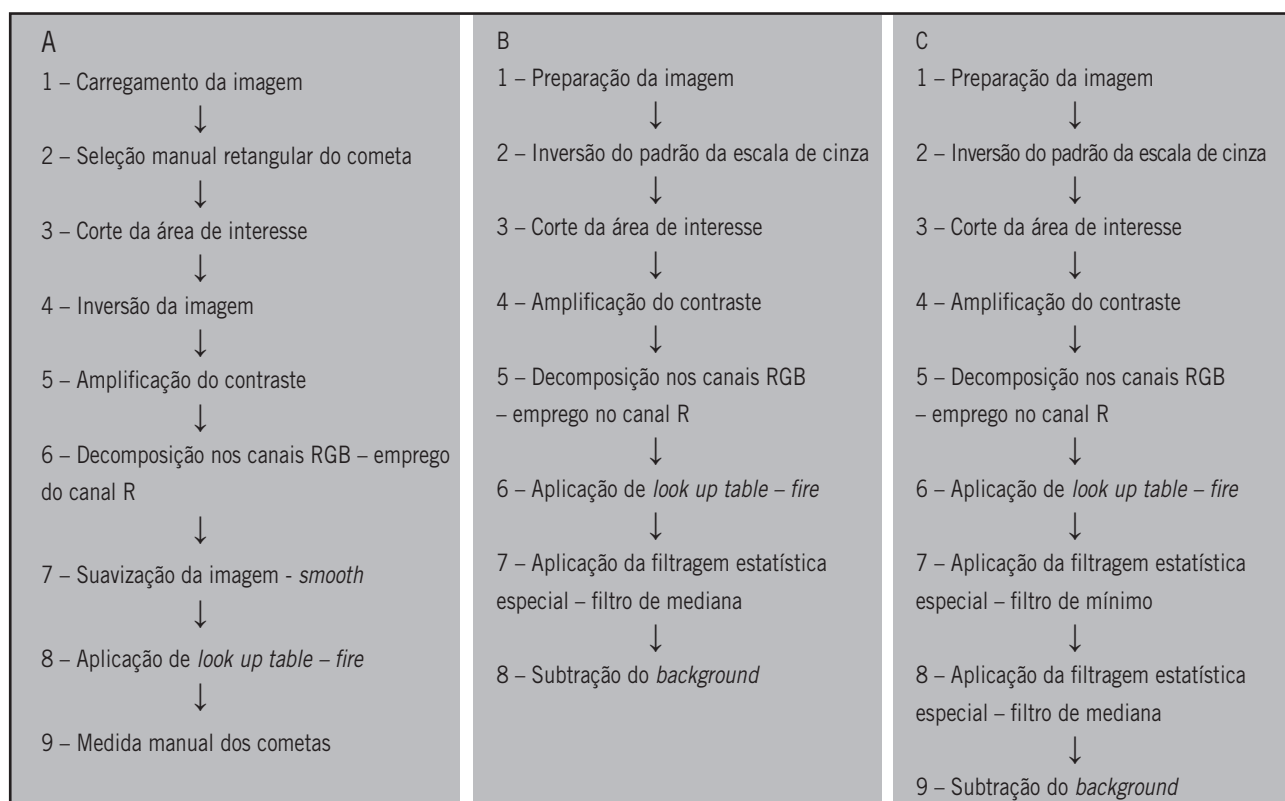 A
1 – Carregamento da imagem
↓
2 – Seleção manual retangular do cometa
↓
3 – Corte da área de interesse
↓
4 – Inversão da imagem
↓
5 – Amplificação do contraste
↓
6 – Decomposição nos canais RGB – emprego
do canal R
↓
7 – Suavização da imagem - smooth
↓
8 – Aplicação de look up table – fire
↓
9 – Medida manual dos cometas
B
1 – Preparação da imagem
↓
2 – Inversão do padrão da escala de cinza
↓
3 – Corte da área de interesse
↓
4 – Amplificação do contraste
↓
5 – Decomposição nos canais RGB
– emprego no canal R
↓
6 – Aplicação de look up table – fire
↓
7 – Aplicação da filtragem estatística
especial – filtro de mediana
↓
8 – Subtração do background
C
1 – Preparação da imagem
↓
2 – Inversão do padrão da escala de cinza
↓
3 – Corte da área de interesse
↓
4 – Amplificação do contraste
↓
5 – Decomposição nos canais RGB
– emprego no canal R
↓
6 – Aplicação de look up table – fire
↓
7 – Aplicação da filtragem estatística
especial – filtro de mínimo
↓
8 – Aplicação da filtragem estatística
especial – filtro de mediana
↓
9 – Subtração do background